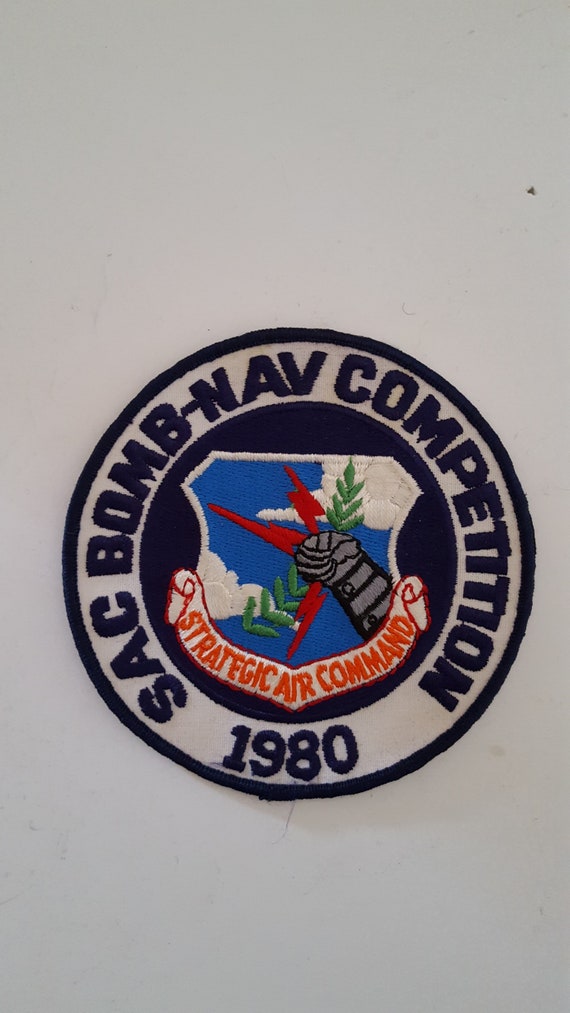 SAC BOMB-NAV COMPETITION
STRATEGIC AIR COMMAND
1980